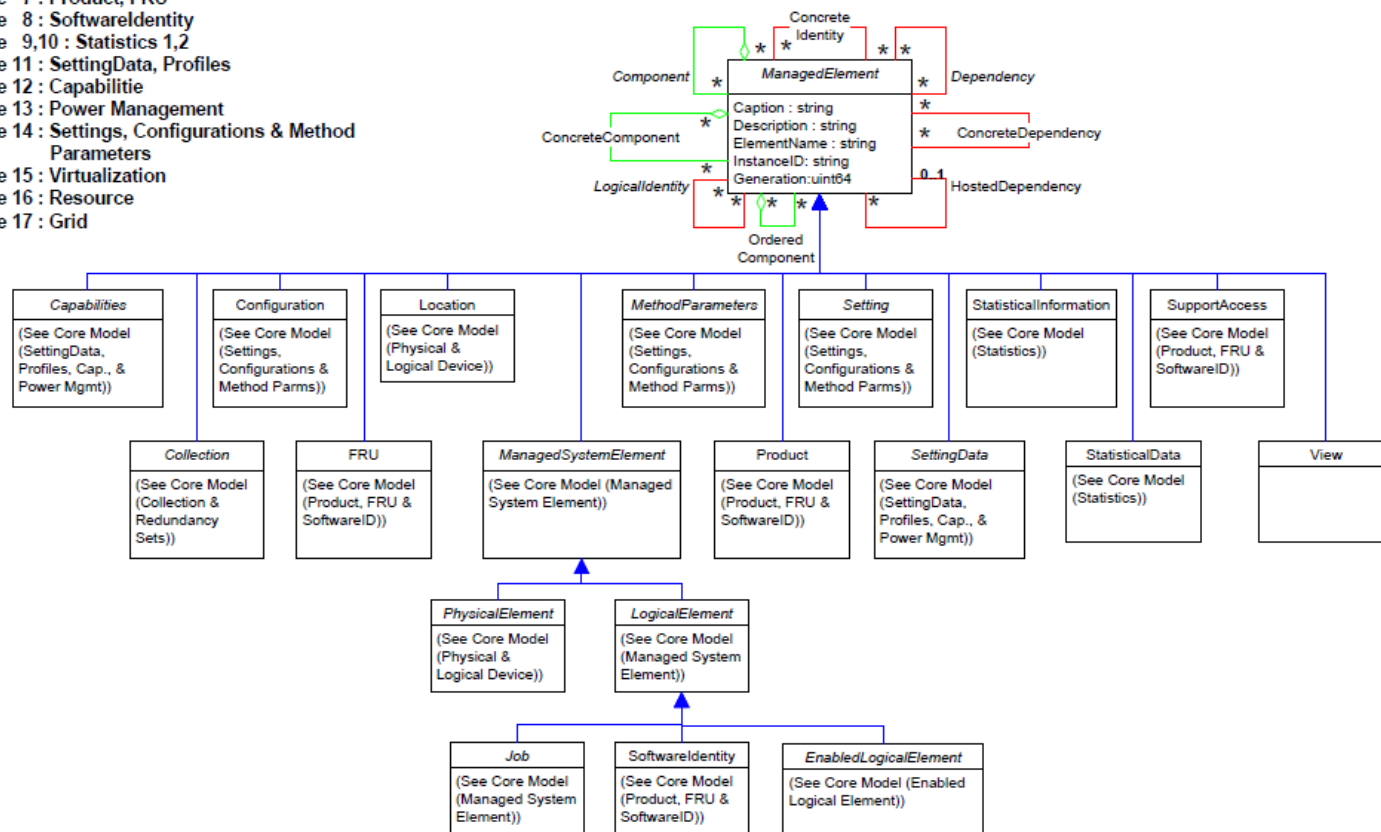 e 7 : Product, FRU
e 8 : SoftwareIdentity
e 9,10 : Statistics 1,2
e 11 : SettingData, Profiles
e 12 : Capabilitie
e 13 : Power Management
e 14 : Settings, Configurations & Method
Parameters
e 15 : Virtualization
e 16 : Resource
e 17 : Grid
Concrete
Identity
* * * *
Component
*
ManagedElement
*
Dependency
Caption : string
Description : string
ElementName : string
InstanceID: string
Generation:uint64
*
ConcreteComponent
*
*
ConcreteDependency
*
LogicalIdentity
*
*
0..1
HostedDependency
* * * *
Ordered
Component
Capabilities
(See Core Model
(SettingData,
Profiles, Cap., &
Power Mgmt))
Configuration
(See Core Model
(Settings,
Configurations &
Method Parms))
Location
(See Core Model
(Physical &
Logical Device))
MethodParameters
(See Core Model
(Settings,
Configurations &
Method Parms))
Setting
(See Core Model
(Settings,
Configurations &
Method Parms))
StatisticalInformation
(See Core Model
(Statistics))
SupportAccess
(See Core Model
(Product, FRU &
SoftwareID))
Collection
(See Core Model
(Collection &
Redundancy
Sets))
FRU
(See Core Model
(Product, FRU &
SoftwareID))
ManagedSystemElement
(See Core Model (Managed
System Element))
Product
(See Core Model
(Product, FRU &
SoftwareID))
SettingData
(See Core Model
(SettingData,
Profiles, Cap., &
Power Mgmt))
StatisticalData
(See Core Model
(Statistics))
View
PhysicalElement
(See Core Model
(Physical &
Logical Device))
LogicalElement
(See Core Model
(Managed System
Element))
Job
(See Core Model
(Managed System
Element))
SoftwareIdentity
(See Core Model
(Product, FRU &
SoftwareID))
EnabledLogicalElement
(See Core Model (Enabled
Logical Element))